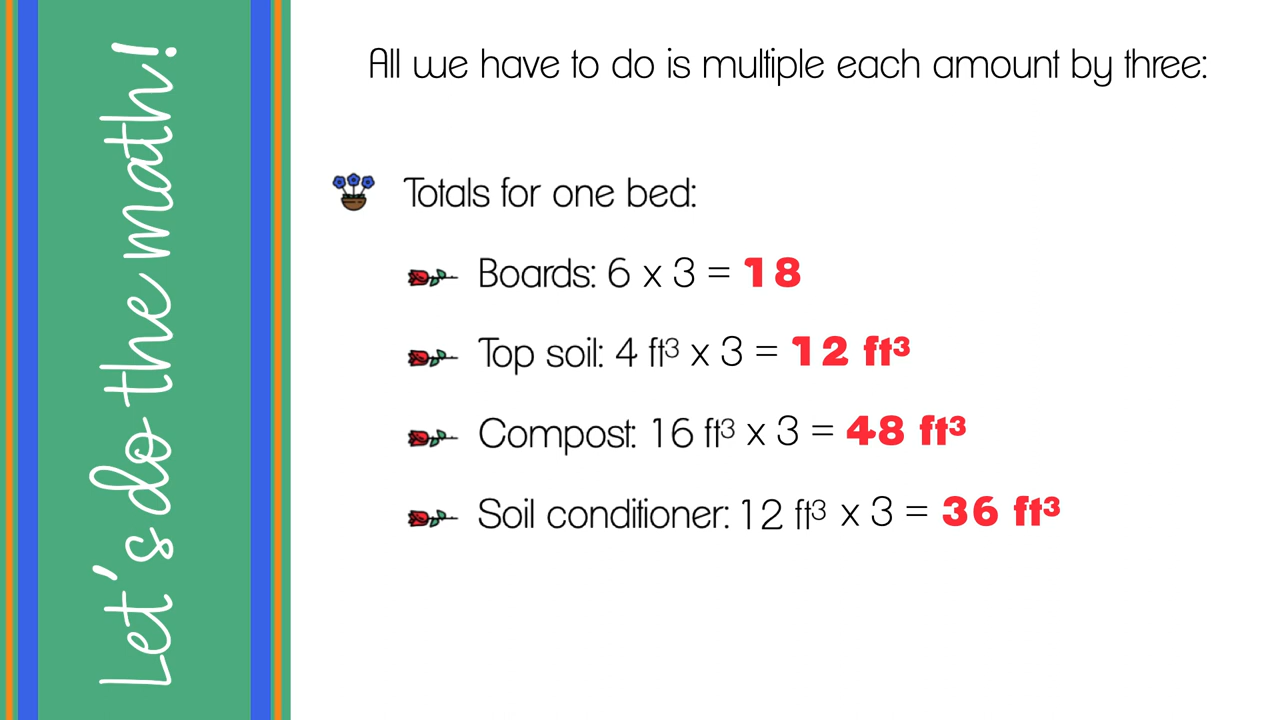 Let's do the math!
All we have to do is multiple each amount by three:
Totals for one bed:
Boards: 6 x 3 = 18
Top soil: 4 ft³ x 3 = 12 ft³
Compost: 16 ft³ x 3 = 48 ft³
Soil conditioner: 12 ft³ x 3 = 36 ft³